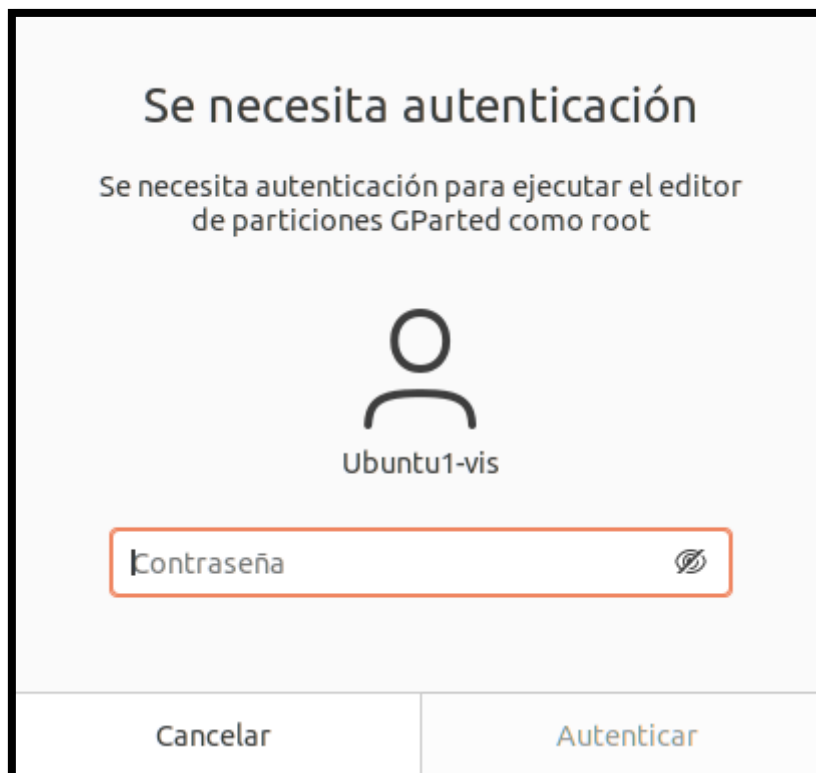 Se necesita autenticación
Se necesita autenticación para ejecutar el editor
de particiones GParted como root
Ubuntu1-vis
Contraseña
Cancelar
Autenticar